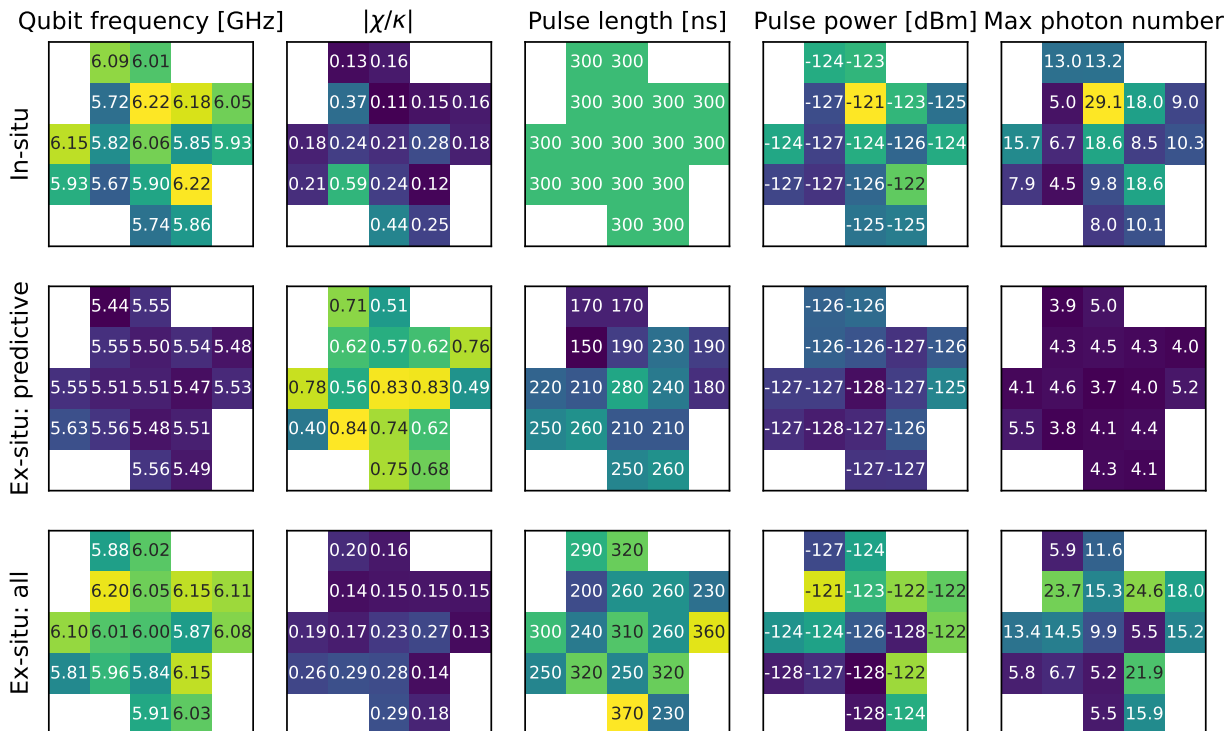 Qubit frequency [GHz] |χ/κ| Pulse length [ns] Pulse power [dBm] Max photon number
In-situ
6.09 6.01 0.13 0.16 300 300 -124 -123 13.0 13.2
5.72 6.22 6.18 6.05 0.37 0.11 0.15 0.16 300 300 300 300 -127 -121 -123 -125 5.0 29.1 18.0 9.0
6.15 5.82 6.06 5.85 5.93 0.18 0.24 0.21 0.28 0.18 300 300 300 300 300 -124 -127 -124 -126 -124 15.7 6.7 18.6 8.5 10.3
5.93 5.67 5.90 6.22 0.21 0.59 0.24 0.12 300 300 300 300 -127 -127 -126 -122 7.9 4.5 9.8 18.6
5.74 5.86 0.44 0.25 300 300 -125 -125 8.0 10.1
Ex-situ: predictive
5.44 5.55 0.71 0.51 170 170 -126 -126 3.9 5.0
5.55 5.50 5.54 5.48 0.62 0.57 0.62 0.76 150 190 230 190 -126 -126 -127 -126 4.3 4.5 4.3 4.0
5.55 5.51 5.51 5.47 5.53 0.78 0.56 0.83 0.83 0.49 220 210 280 240 180 -127 -127 -128 -127 -125 4.1 4.6 3.7 4.0 5.2
5.63 5.56 5.48 5.51 0.40 0.84 0.74 0.62 250 260 210 210 -127 -128 -127 -126 5.5 3.8 4.1 4.4
5.56 5.49 0.75 0.68 250 260 -127 -127 4.3 4.1
Ex-situ: all
5.88 6.02 0.20 0.16 290 320 -127 -124 5.9 11.6
6.20 6.05 6.15 6.11 0.14 0.15 0.15 0.15 200 260 260 230 -121 -123 -122 -122 23.7 15.3 24.6 18.0
6.10 6.01 6.00 5.87 6.08 0.19 0.17 0.23 0.27 0.13 300 240 310 260 360 -124 -124 -126 -128 -122 13.4 14.5 9.9 5.5 15.2
5.81 5.96 5.84 6.15 0.26 0.29 0.28 0.14 250 320 250 320 -128 -127 -128 -122 5.8 6.7 5.2 21.9
5.91 6.03 0.29 0.18 370 230 -128 -124 5.5 15.9